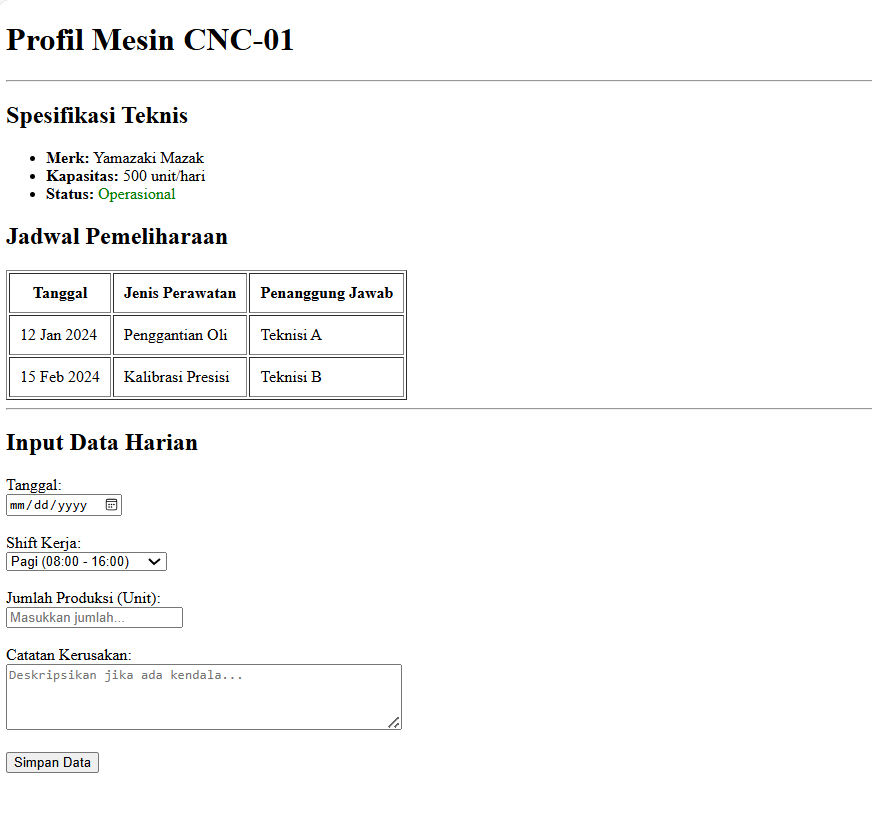 Profil Mesin CNC-01
Spesifikasi Teknis
Merk: Yamazaki Mazak
Kapasitas: 500 unit/hari
Status: Operasional
Jadwal Pemeliharaan
Tanggal Jenis Perawatan Penanggung Jawab
12 Jan 2024 Penggantian Oli Teknisi A
15 Feb 2024 Kalibrasi Presisi Teknisi B
Input Data Harian
Tanggal:
mm/dd/yyyy
Shift Kerja:
Pagi (08:00 - 16:00)
Jumlah Produksi (Unit):
Masukkan jumlah...
Catatan Kerusakan:
Deskripsikan jika ada kendala...
Simpan Data